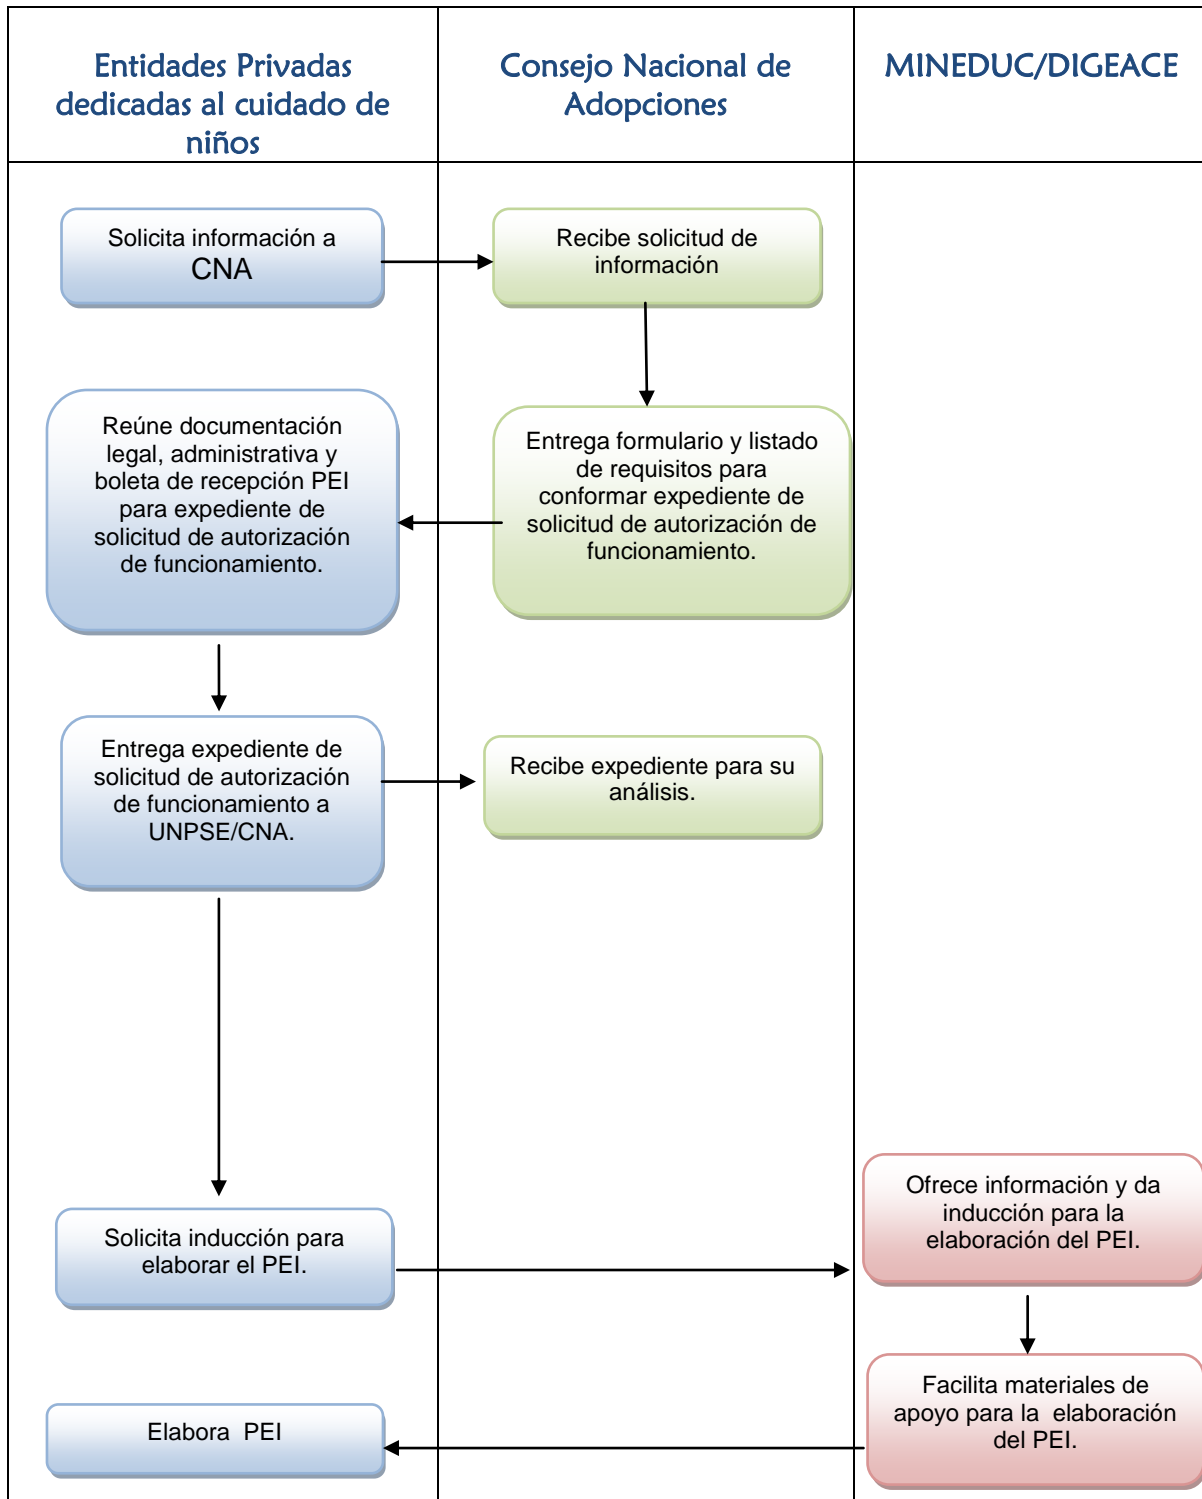 Entidades Privadas
dedicadas al cuidado de
niños
Consejo Nacional de
Adopciones
MINEDUC/DIGEACE
Solicita información a
CNA
Recibe solicitud de
información
Reúne documentación
legal, administrativa y
boleta de recepción PEI
para expediente de
solicitud de autorización
de funcionamiento.
Entrega formulario y listado
de requisitos para
conformar expediente de
solicitud de autorización de
funcionamiento.
Entrega expediente de
solicitud de autorización
de funcionamiento a
UNPSE/CNA.
Recibe expediente para su
análisis.
Solicita inducción para
elaborar el PEI.
Ofrece información y da
inducción para la
elaboración del PEI.
Facilita materiales de
apoyo para la elaboración
del PEI.
Elabora PEI